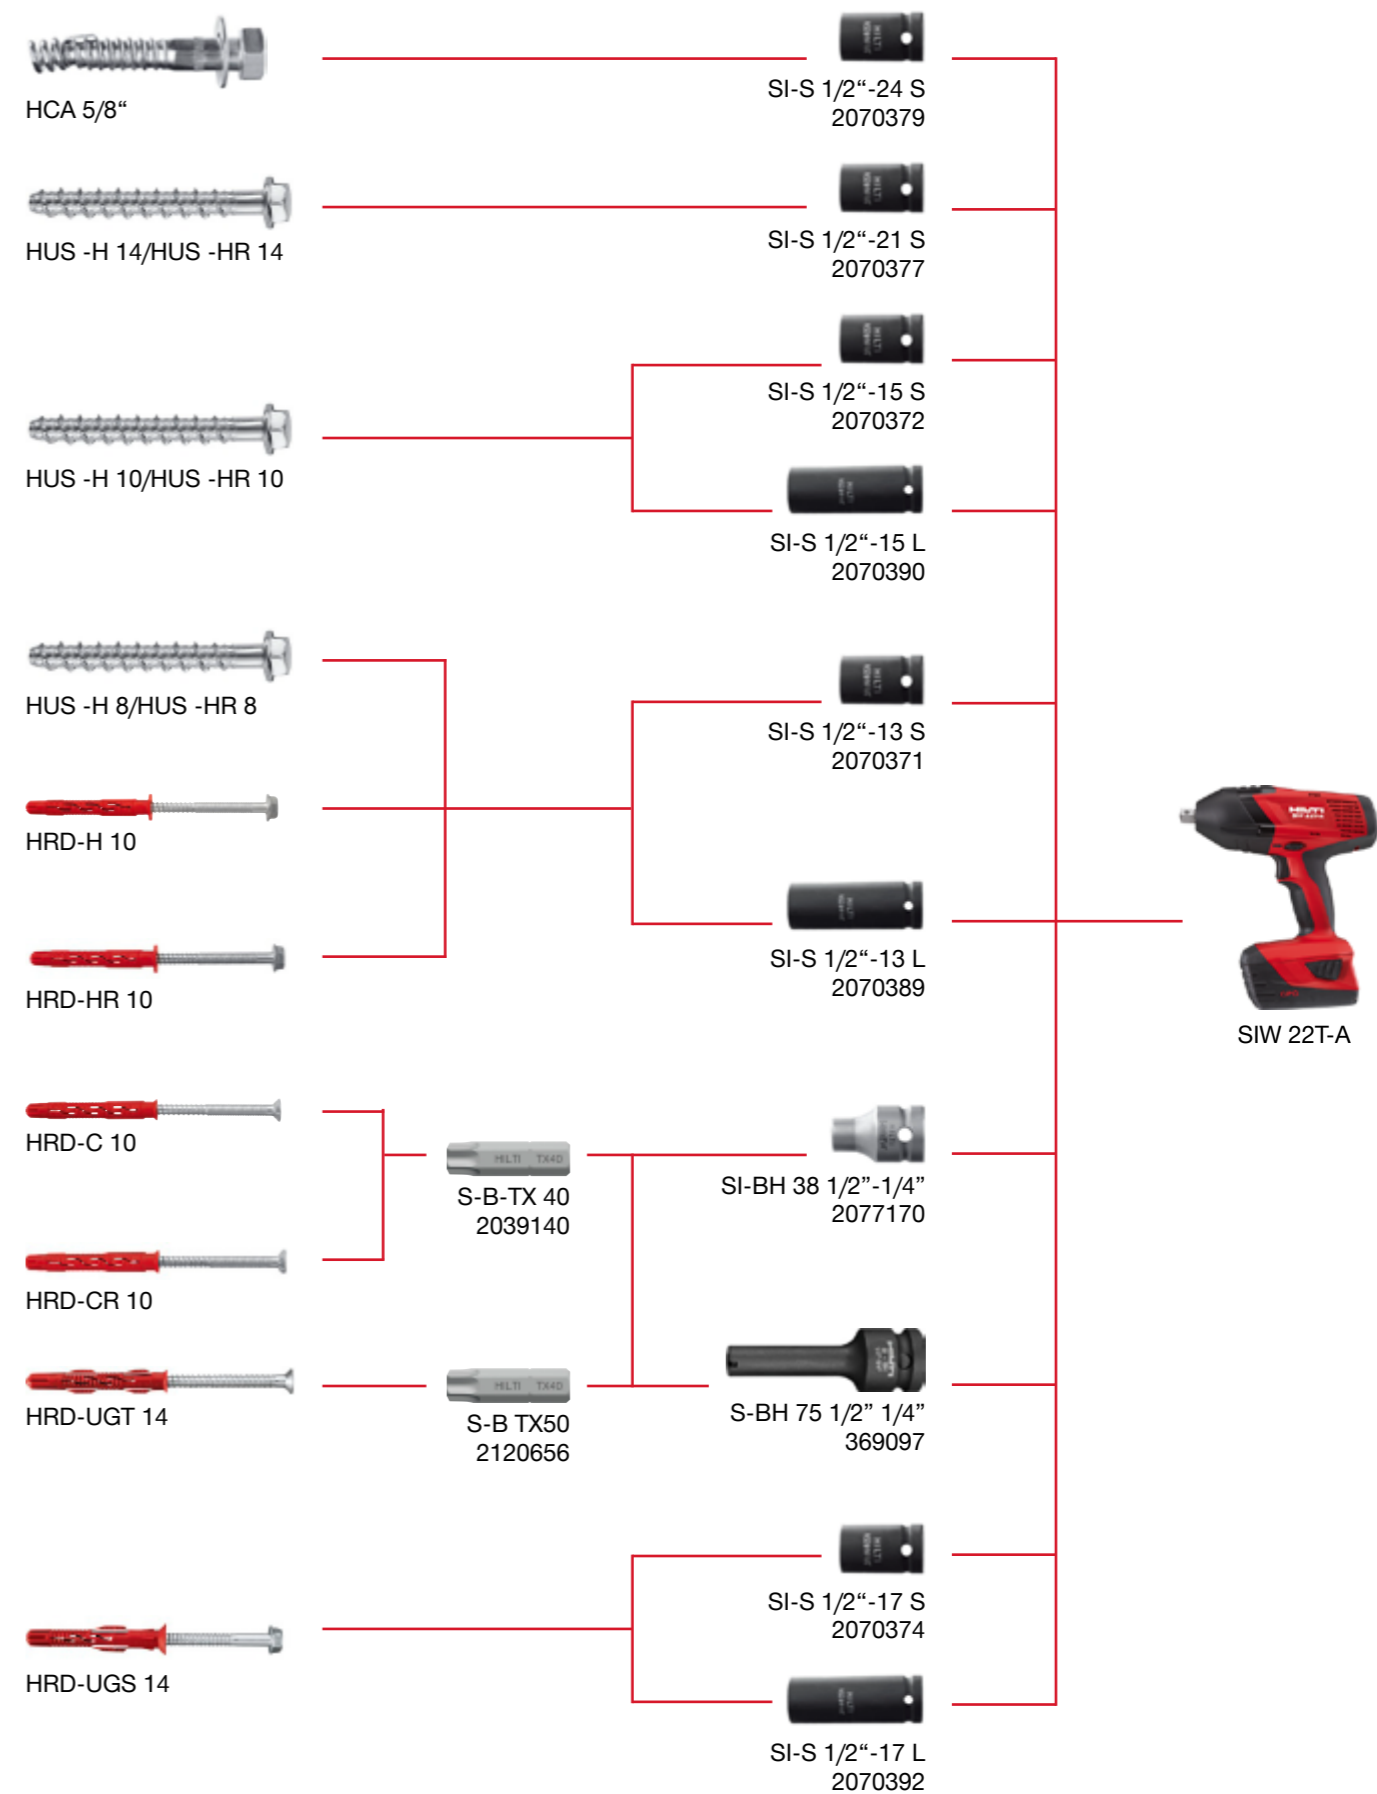 HCA 5/8“
SI-S 1/2“-24 S
2070379
HUS -H 14/HUS -HR 14
SI-S 1/2“-21 S
2070377
SI-S 1/2“-15 S
2070372
HUS -H 10/HUS -HR 10
SI-S 1/2“-15 L
2070390
HUS -H 8/HUS -HR 8
SI-S 1/2“-13 S
2070371
HRD-H 10
HILTI
SI-S 1/2“-13 L
2070389
HRD-HR 10
SIW 22T-A
HRD-C 10
HILTI TX40
S-B-TX 40
2039140
SI-BH 38 1/2”-1/4”
2077170
HRD-CR 10
HRD-UGT 14
HILTI TX40
S-B TX50
2120656
S-BH 75 1/2” 1/4”
369097
SI-S 1/2“-17 S
2070374
HRD-UGS 14
SI-S 1/2“-17 L
2070392